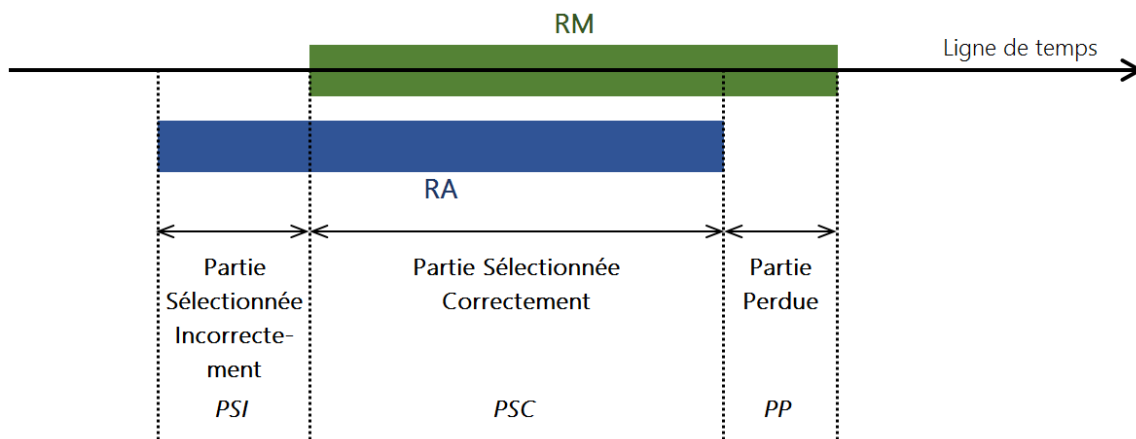 RM
Ligne de temps
RA
Partie
Sélectionnée
Incorrecte-
ment
PSI
Partie Sélectionnée
Correctement
PSC
Partie
Perdue
PP